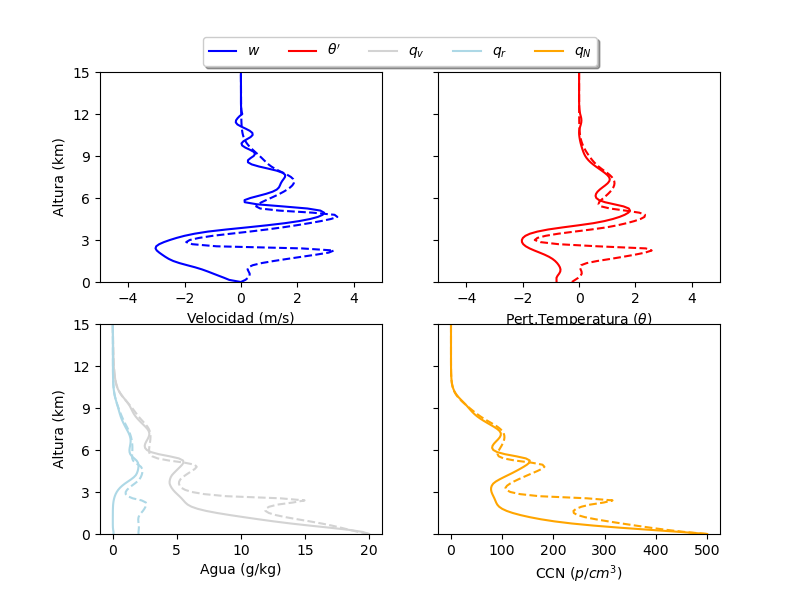 w θ′ q_v q_r q_N
15
12
9
6
3
0
Altura (km)
−4 −2 0 2 4
Velocidad (m/s)
−4 −2 0 2 4
Pert.Temperatura (θ)
15
12
9
6
3
0
Altura (km)
0 5 10 15 20
Agua (g/kg)
0 100 200 300 400 500
CCN (p/cm³)